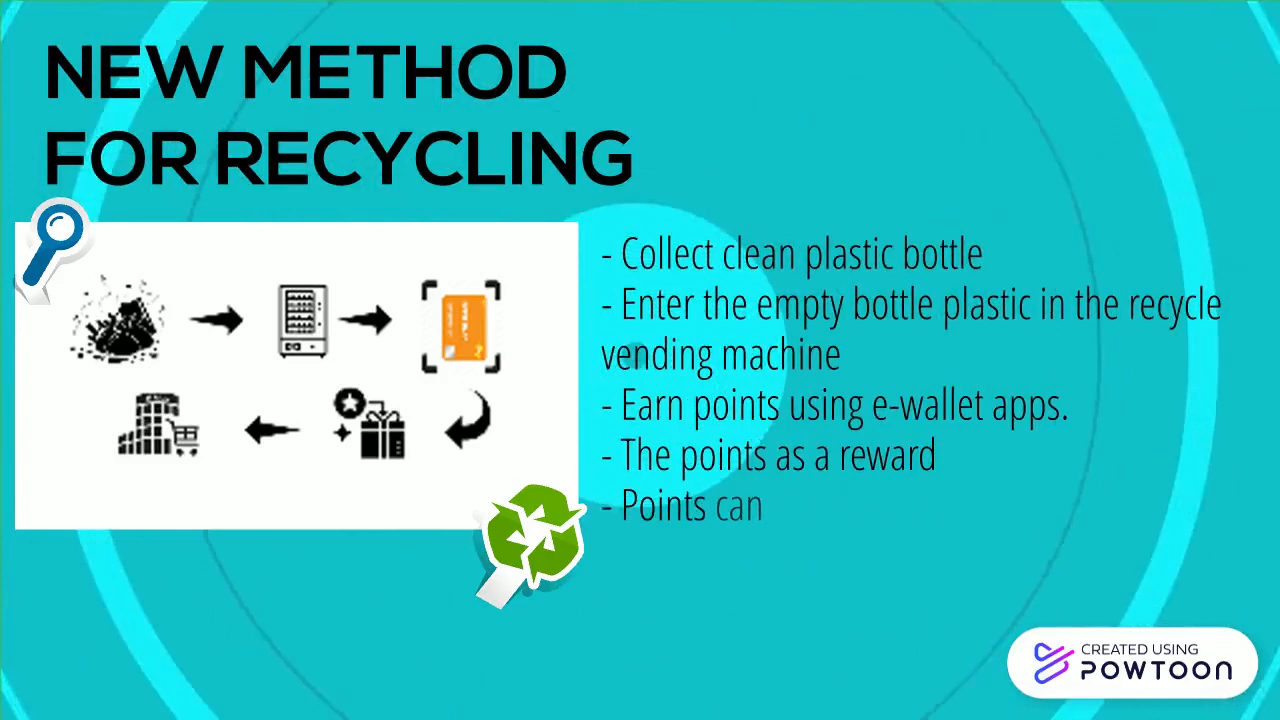 NEW METHOD
FOR RECYCLING
- Collect clean plastic bottle
- Enter the empty bottle plastic in the recycle
vending machine
- Earn points using e-wallet apps.
- The points as a reward
- Points can
CREATED USING
POWTOON